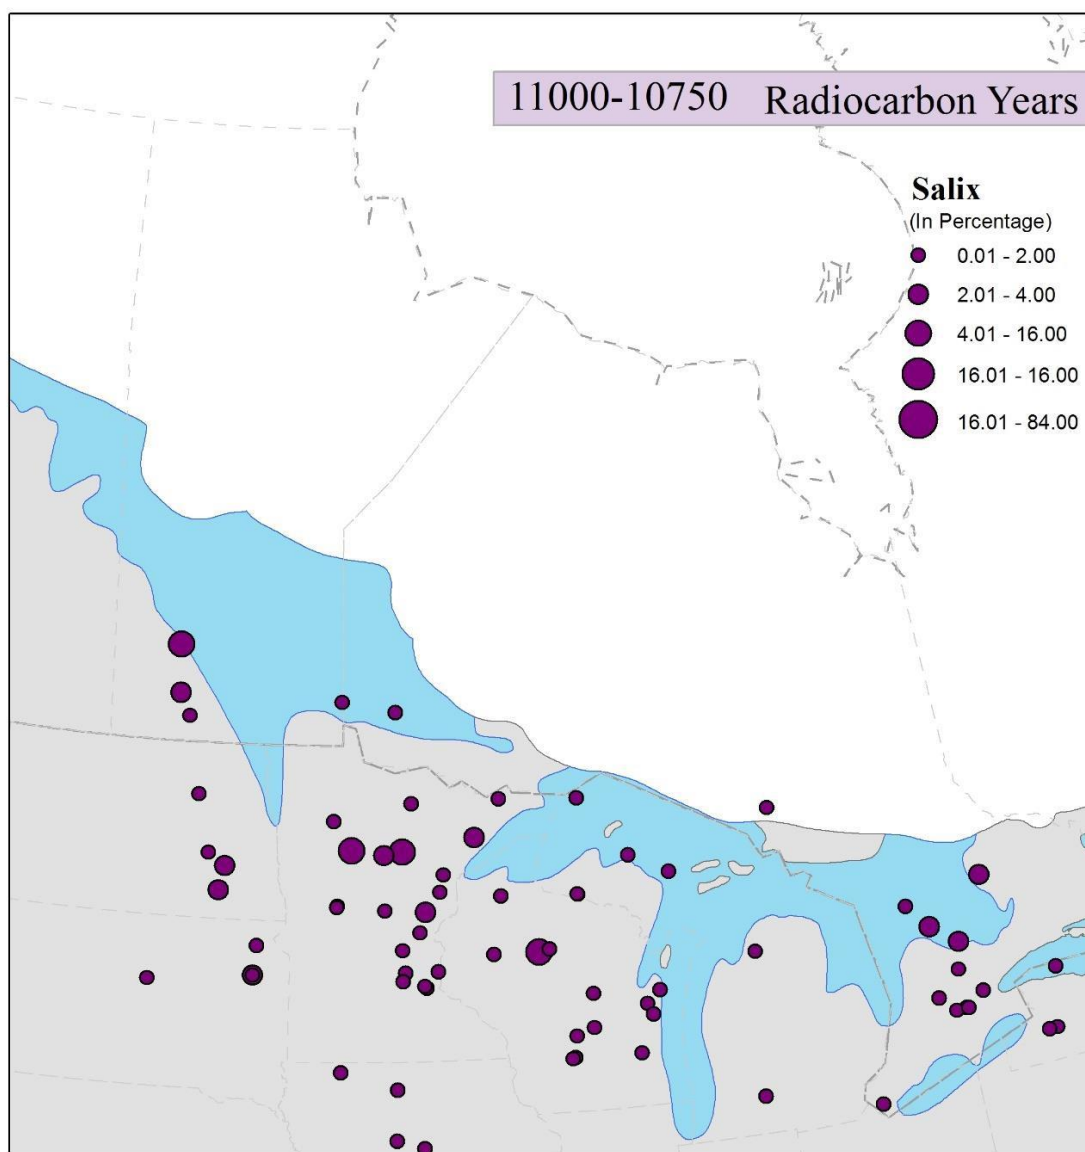 11000-10750 Radiocarbon Years
Salix
(In Percentage)
0.01 - 2.00
2.01 - 4.00
4.01 - 16.00
16.01 - 16.00
16.01 - 84.00